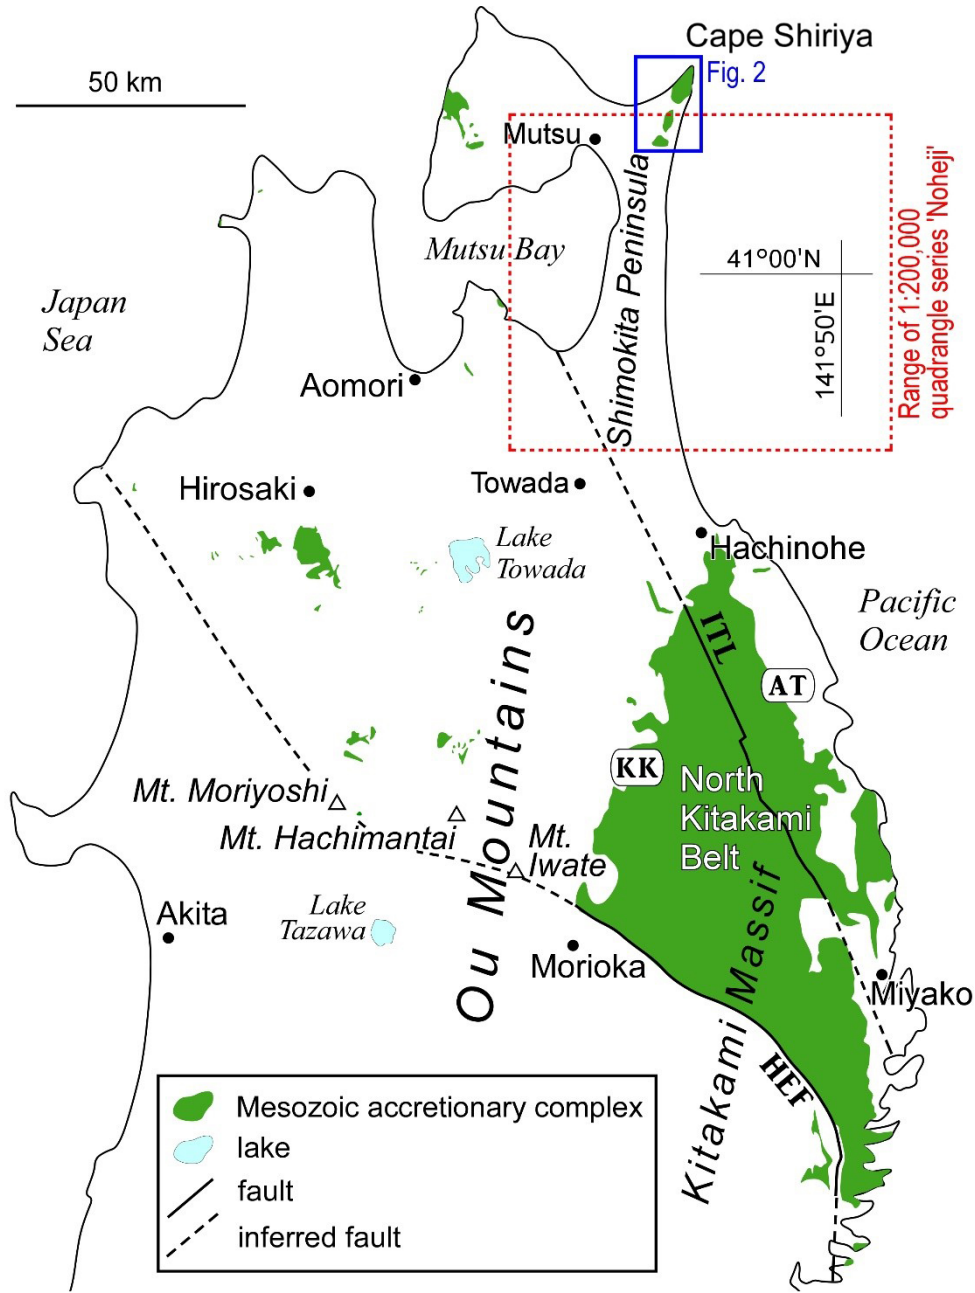 Cape Shiriya
Fig. 2
50 km
Mutsu
Shimokita Peninsula
Mutsu Bay
41°00'N
141°50'E
Range of 1:200,000
quadrangle series 'Noheji'
Japan
Sea
Aomori
Hirosaki
Towada
Lake
Towada
Hachinohe
Pacific
Ocean
ITL
AT
KK
North
Kitakami
Belt
Ou Mountains
Mt. Moriyoshi
Mt. Hachimantai
Mt.
Iwate
Akita
Lake
Tazawa
Morioka
Miyako
Kitakami Massif
HEF
Mesozoic accretionary complex
lake
fault
inferred fault